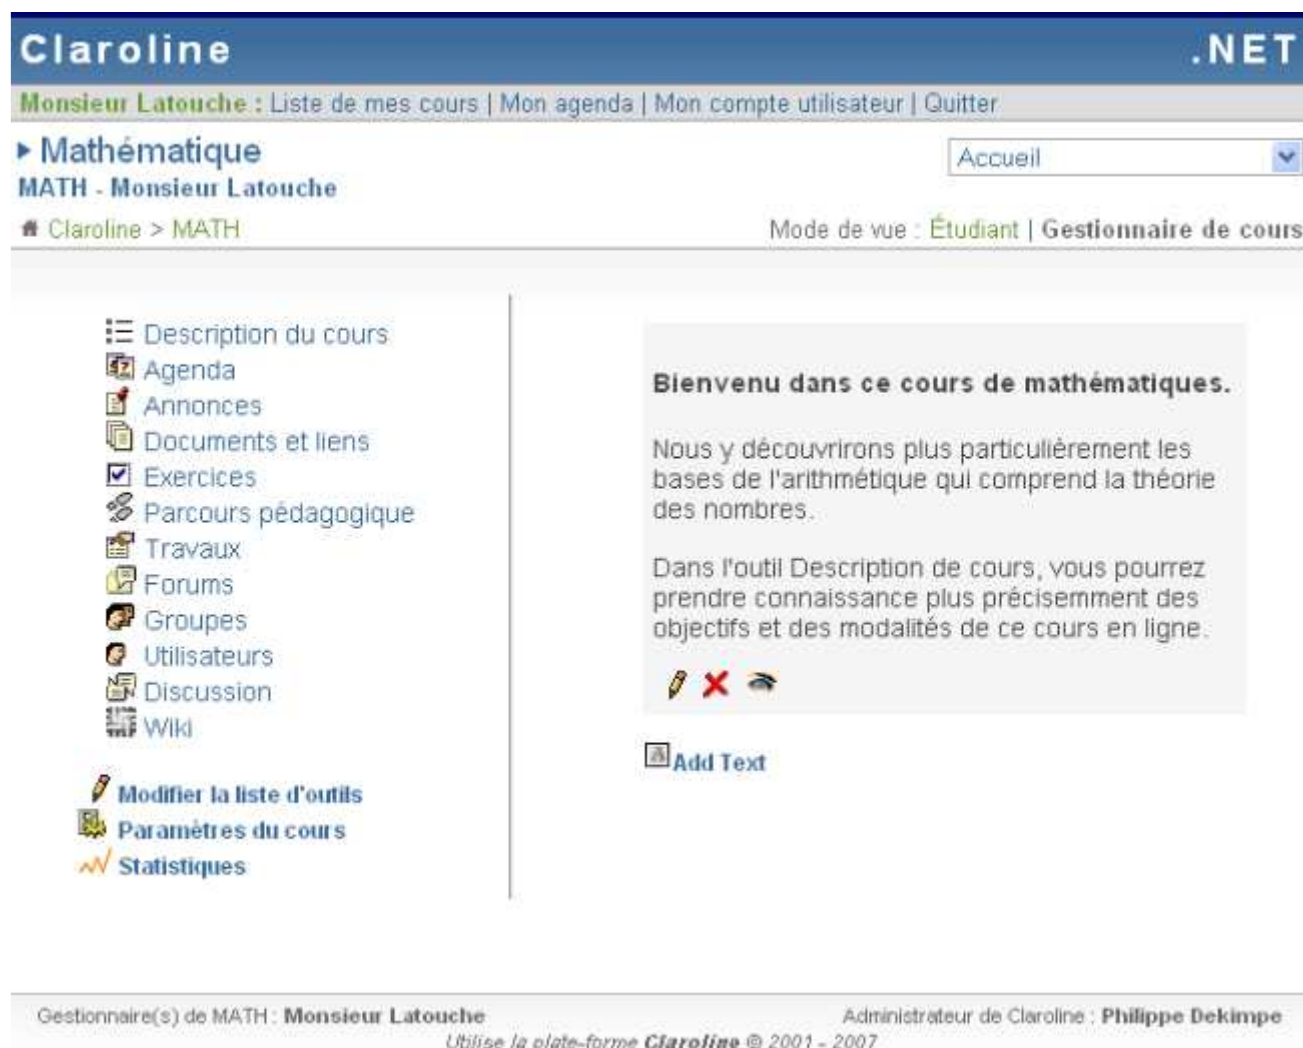 Claroline .NET
Monsieur Latouche : Liste de mes cours | Mon agenda | Mon compte utilisateur | Quitter
Mathématique
Accueil
MATH - Monsieur Latouche
Claroline > MATH
Mode de vue : Étudiant | Gestionnaire de cours
Description du cours
Agenda
Annonces
Documents et liens
Exercices
Parcours pédagogique
Travaux
Forums
Groupes
Utilisateurs
Discussion
Wiki
Modifier la liste d'outils
Paramètres du cours
Statistiques
Bienvenu dans ce cours de mathématiques.
Nous y découvrirons plus particulièrement les
bases de l'arithmétique qui comprend la théorie
des nombres.
Dans l'outil Description de cours, vous pourrez
prendre connaissance plus précisemment des
objectifs et des modalités de ce cours en ligne.
Add Text
Gestionnaire(s) de MATH : Monsieur Latouche
Administrateur de Claroline : Philippe Dekimpe
Utilise la plate-forme Claroline © 2001 - 2007